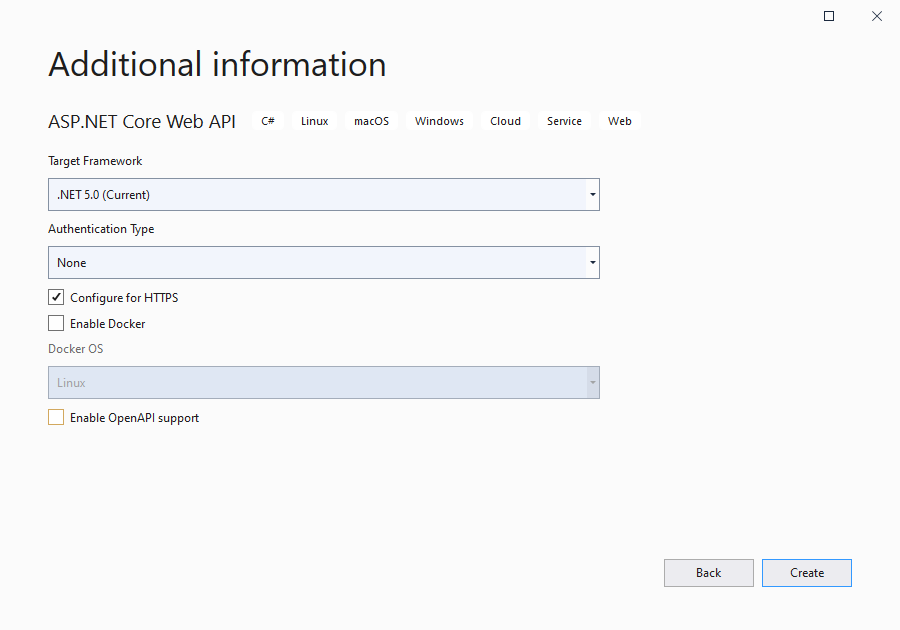 Additional information
ASP.NET Core Web API C# Linux macOS Windows Cloud Service Web
Target Framework
.NET 5.0 (Current)
Authentication Type
None
Configure for HTTPS
Enable Docker
Docker OS
Linux
Enable OpenAPI support
Back Create